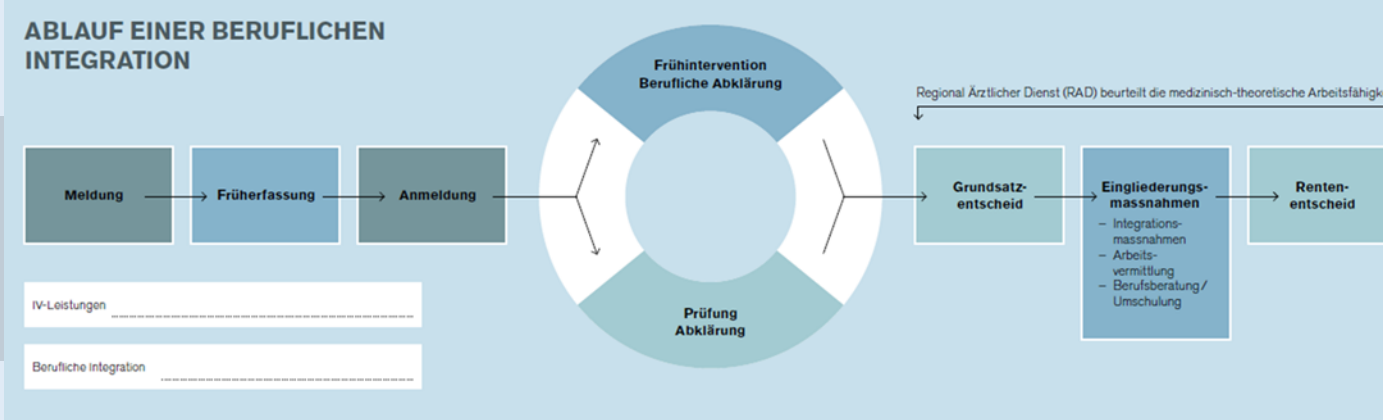 ABLAUF EINER BERUFLICHEN
INTEGRATION
Frühintervention
Berufliche Abklärung
Regional Ärztlicher Dienst (RAD) beurteilt die medizinisch-theoretische
Meldung
Früherfassung
Anmeldung
Grundsatz-
entscheid
Eingliederungs-
massnahmen
– Integrations-
massnahmen
– Arbeits-
vermittlung
– Berufsberatung/
Umschulung
Renten-
entscheid
IV-Leistungen
Prüfung
Abklärung
Berufliche Integration